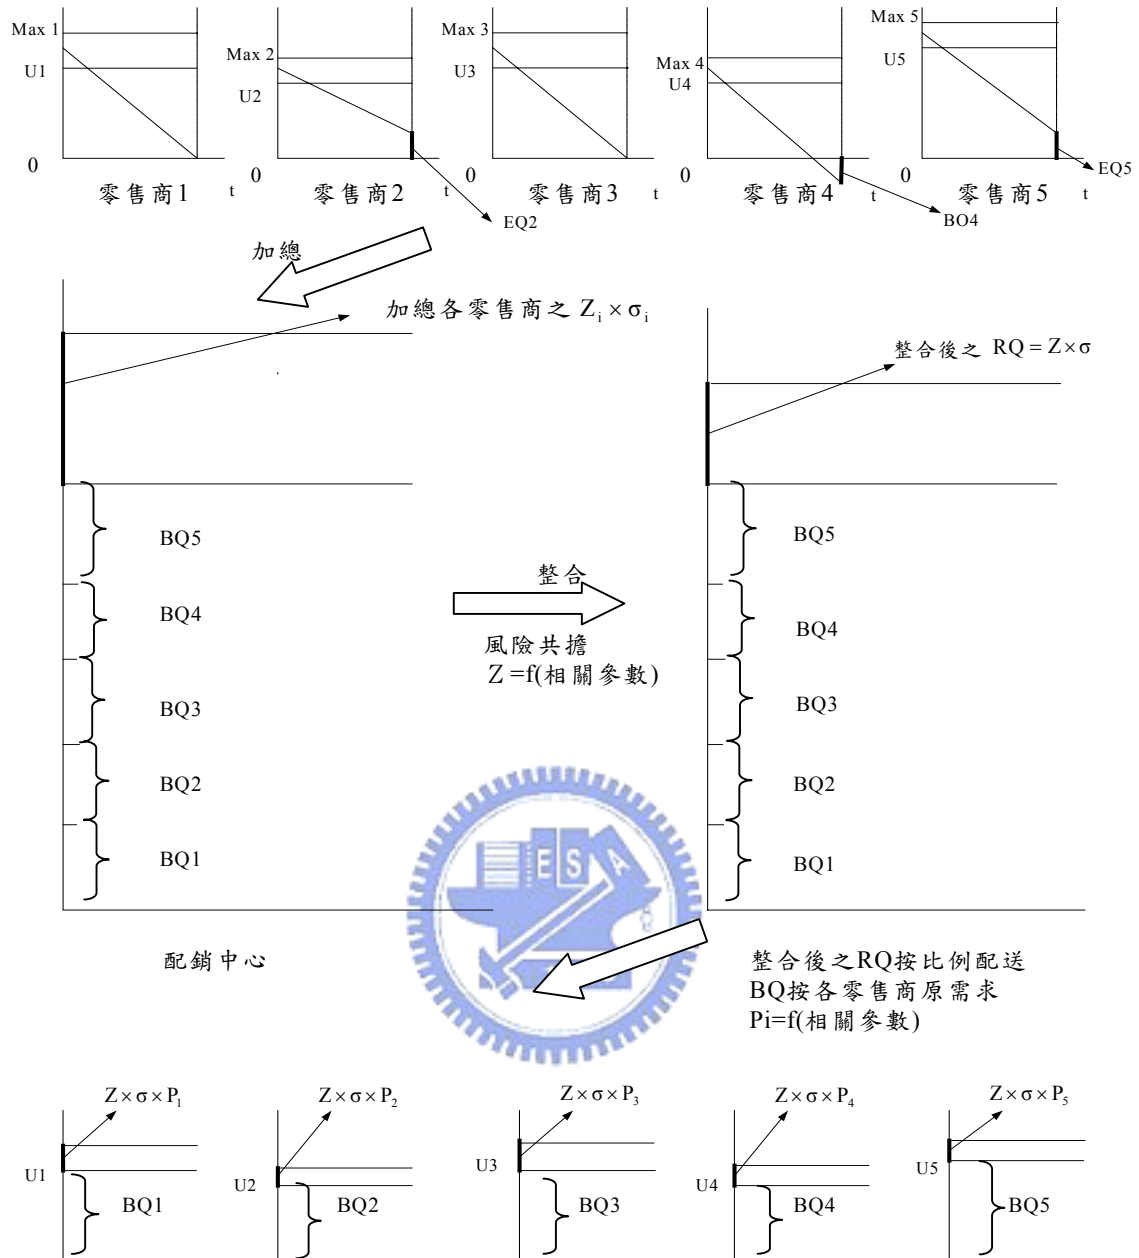 Max 1
U1
0
零售商1
t
Max 2
U2
0
零售商2
t
EQ2
Max 3
U3
0
零售商3
t
Max 4
U4
0
零售商4
t
BO4
Max 5
U5
0
零售商5
t
EQ5
加總
加總各零售商之 Zᵢ × σᵢ
整合後之 RQ = Z×σ
BQ5
BQ4
BQ3
BQ2
BQ1
整合
風險共擔
Z =f(相關參數)
BQ5
BQ4
BQ3
BQ2
BQ1
E S A
配銷中心
整合後之RQ按比例配送
BQ按各零售商原需求
Pi=f(相關參數)
Z×σ×P₁
U1
BQ1
Z×σ×P₂
U2
BQ2
Z×σ×P₃
U3
BQ3
Z×σ×P₄
U4
BQ4
Z×σ×P₅
U5
BQ5